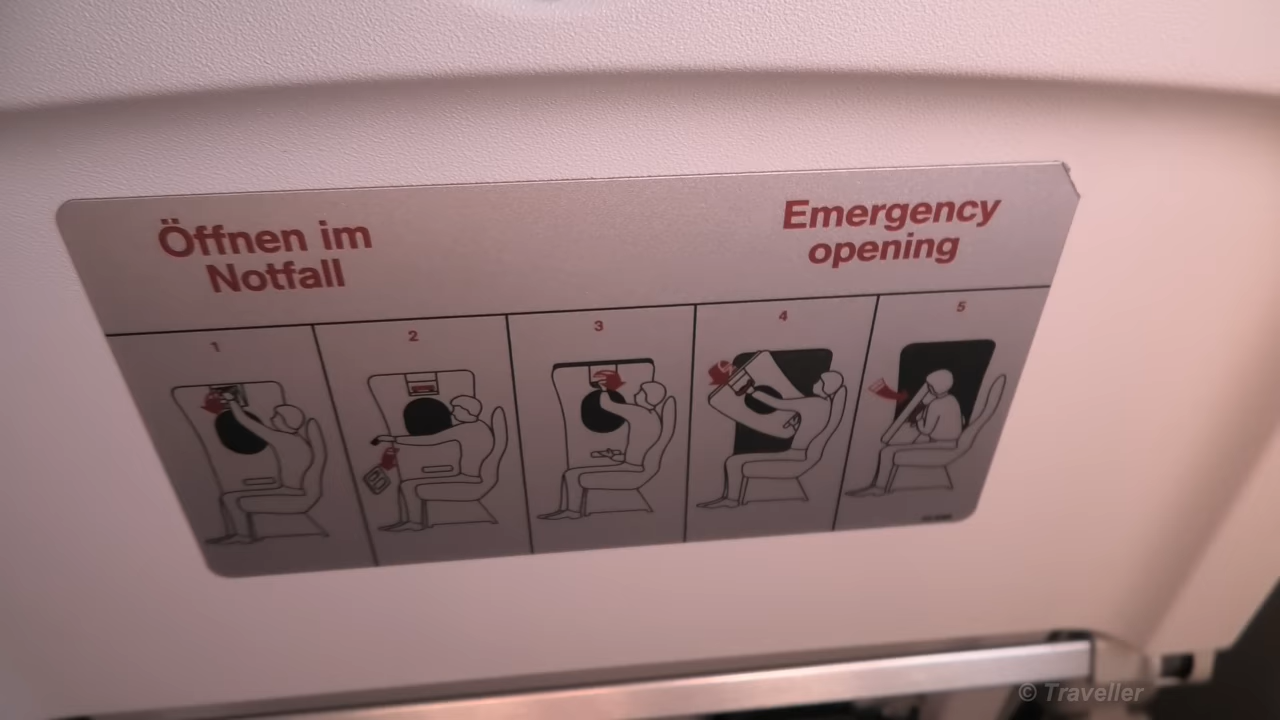 Öffnen im
Notfall
Emergency
opening
1
2
3
4
5
© Traveller